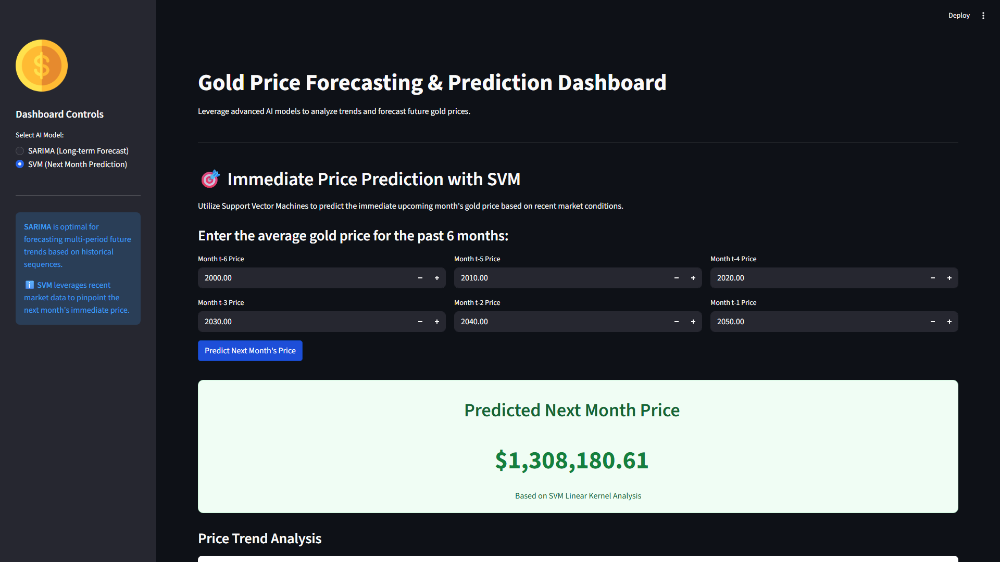 Deploy
Dashboard Controls
Select AI Model:
SARIMA (Long-term Forecast)
SVM (Next Month Prediction)
SARIMA is optimal for
forecasting multi-period future
trends based on historical
sequences.
ℹ️ SVM leverages recent
market data to pinpoint the
next month's immediate price.
Gold Price Forecasting & Prediction Dashboard
Leverage advanced AI models to analyze trends and forecast future gold prices.
Immediate Price Prediction with SVM
Utilize Support Vector Machines to predict the immediate upcoming month's gold price based on recent market conditions.
Enter the average gold price for the past 6 months:
Month t-6 Price
2000.00
Month t-5 Price
2010.00
Month t-4 Price
2020.00
Month t-3 Price
2030.00
Month t-2 Price
2040.00
Month t-1 Price
2050.00
Predict Next Month's Price
Predicted Next Month Price
$1,308,180.61
Based on SVM Linear Kernel Analysis
Price Trend Analysis